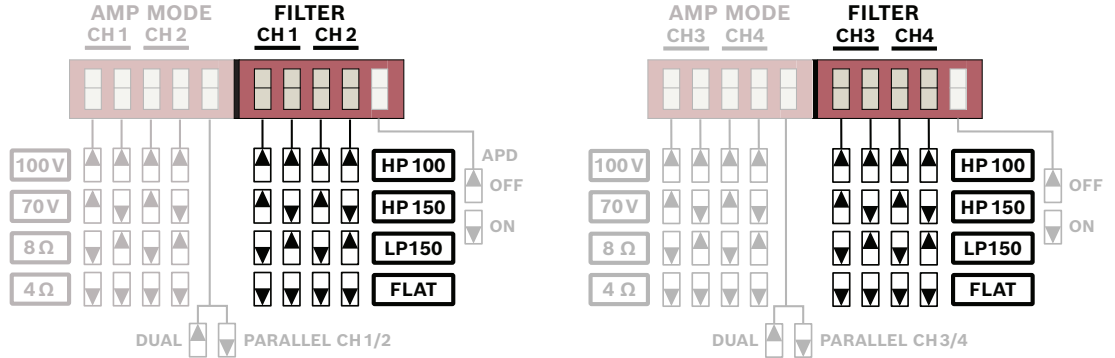 AMP MODE FILTER
CH 1 CH 2 CH 1 CH 2
100 V HP 100 APD
OFF
70 V HP 150
ON
8 Ω LP150
4 Ω FLAT
DUAL PARALLEL CH 1/2
AMP MODE FILTER
CH3 CH4 CH3 CH4
100 V HP 100
OFF
70 V HP 150
ON
8 Ω LP150
4 Ω FLAT
DUAL PARALLEL CH 3/4